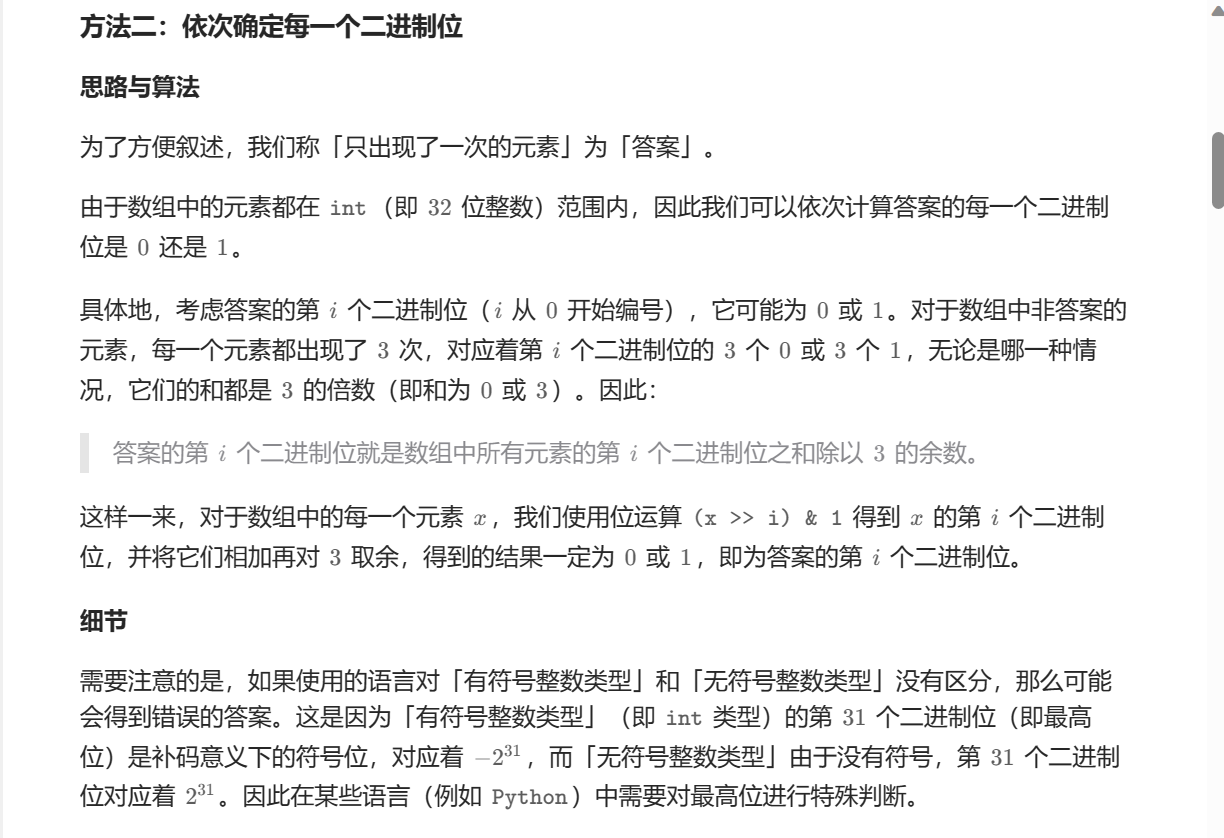 方法二：依次确定每一个二进制位
思路与算法
为了方便叙述，我们称「只出现了一次的元素」为「答案」。
由于数组中的元素都在 int（即 32 位整数）范围内，因此我们可以依次计算答案的每一个二进制
位是 0 还是 1。
具体地，考虑答案的第 i 个二进制位（i 从 0 开始编号），它可能为 0 或 1。对于数组中非答案的
元素，每一个元素都出现了 3 次，对应着第 i 个二进制位的 3 个 0 或 3 个 1，无论是哪一种情
况，它们的和都是 3 的倍数（即和为 0 或 3）。因此：
答案的第 i 个二进制位就是数组中所有元素的第 i 个二进制位之和除以 3 的余数。
这样一来，对于数组中的每一个元素 x，我们使用位运算 (x >> i) & 1 得到 x 的第 i 个二进制
位，并将它们相加再对 3 取余，得到的结果一定为 0 或 1，即为答案的第 i 个二进制位。
细节
需要注意的是，如果使用的语言对「有符号整数类型」和「无符号整数类型」没有区分，那么可能
会得到错误的答案。这是因为「有符号整数类型」（即 int 类型）的第 31 个二进制位（即最高
位）是补码意义下的符号位，对应着 −2³¹，而「无符号整数类型」由于没有符号，第 31 个二进制
位对应着 2³¹。因此在某些语言（例如 Python）中需要对最高位进行特殊判断。